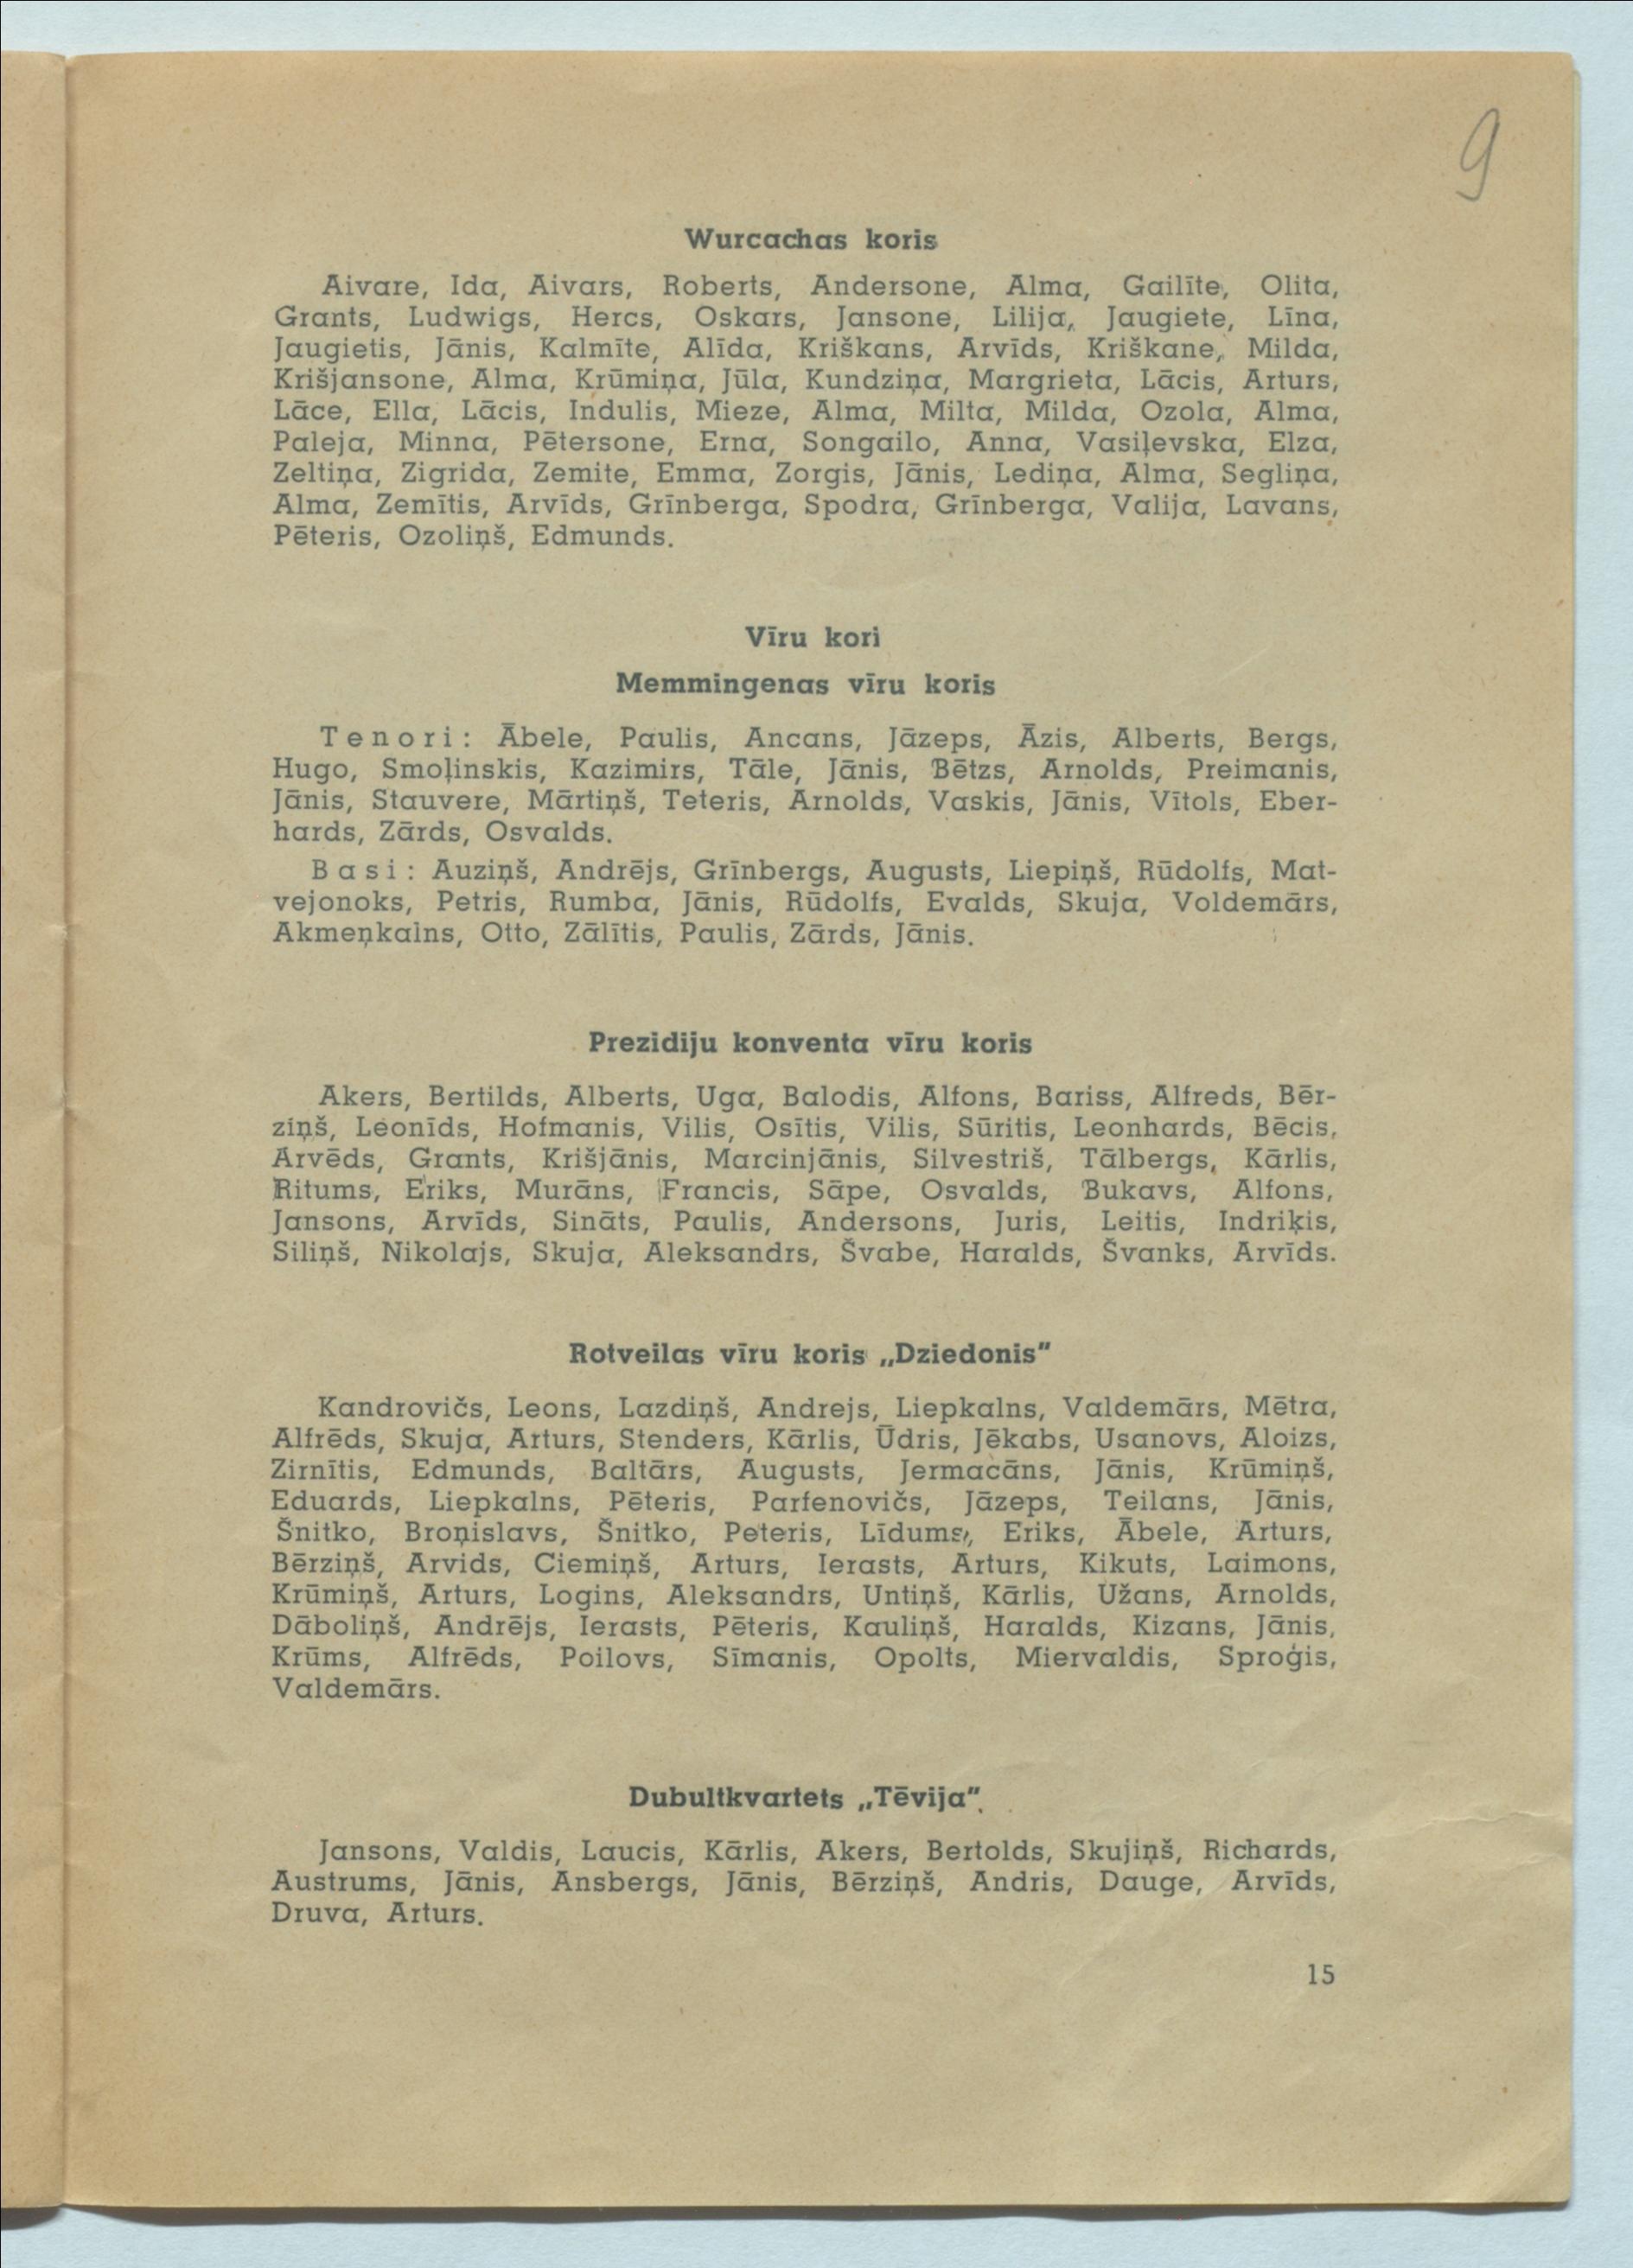 9
Wurcachas koris
Aivare, Ida, Aivars, Roberts, Andersone, Alma, Gailīte, Olita,
Grants, Ludwigs, Hercs, Oskars, Jansone, Lilija, Jaugiete, Līna,
Jaugietis, Jānis, Kalmīte, Alīda, Kriškans, Arvīds, Kriškane, Milda,
Krišjansone, Alma, Krūmiņa, Jūla, Kundziņa, Margrieta, Lācis, Arturs,
Lāce, Ella, Lācis, Indulis, Mieze, Alma, Milta, Milda, Ozola, Alma,
Paleja, Minna, Pētersone, Erna, Songailo, Anna, Vasiļevska, Elza,
Zeltiņa, Zigrida, Zemite, Emma, Zorgis, Jānis, Lediņa, Alma, Segliņa,
Alma, Zemītis, Arvīds, Grīnberga, Spodra, Grīnberga, Valija, Lavans,
Pēteris, Ozoliņš, Edmunds.
Vīru kori
Memmingenas vīru koris
Tenori: Ābele, Paulis, Ancans, Jāzeps, Āzis, Alberts, Bergs,
Hugo, Smoļinskis, Kazimirs, Tāle, Jānis, Bētzs, Arnolds, Preimanis,
Jānis, Stauvere, Mārtiņš, Teteris, Arnolds, Vaskis, Jānis, Vītols, Eber-
hards, Zārds, Osvalds.
Basi: Auziņš, Andrējs, Grīnbergs, Augusts, Liepiņš, Rūdolfs, Mat-
vejonoks, Petris, Rumba, Jānis, Rūdolfs, Evalds, Skuja, Voldemārs,
Akmeņkalns, Otto, Zālītis, Paulis, Zārds, Jānis.
Prezidiju konventa vīru koris
Akers, Bertilds, Alberts, Uga, Balodis, Alfons, Bariss, Alfreds, Bēr-
ziņš, Leonīds, Hofmanis, Vilis, Osītis, Vilis, Sūritis, Leonhards, Bēcis,
Arvēds, Grants, Krišjānis, Marcinjānis, Silvestriš, Tālbergs, Kārlis,
Ritums, Eriks, Murāns, Francis, Sāpe, Osvalds, Bukavs, Alfons,
Jansons, Arvīds, Sināts, Paulis, Andersons, Juris, Leitis, Indriķis,
Siliņš, Nikolajs, Skuja, Aleksandrs, Švabe, Haralds, Švanks, Arvīds.
Rotveilas vīru koris „Dziedonis”
Kandrovičs, Leons, Lazdiņš, Andrejs, Liepkalns, Valdemārs, Mētra,
Alfrēds, Skuja, Arturs, Stenders, Kārlis, Ūdris, Jēkabs, Usanovs, Aloizs,
Zirnītis, Edmunds, Baltārs, Augusts, Jermacāns, Jānis, Krūmiņš,
Eduards, Liepkalns, Pēteris, Parfenovičs, Jāzeps, Teilans, Jānis,
Šnitko, Broņislavs, Šnitko, Peteris, Līdums, Eriks, Ābele, Arturs,
Bērziņš, Arvids, Ciemiņš, Arturs, Ierasts, Arturs, Kikuts, Laimons,
Krūmiņš, Arturs, Logins, Aleksandrs, Untiņš, Kārlis, Užans, Arnolds,
Dāboliņš, Andrējs, Ierasts, Pēteris, Kauliņš, Haralds, Kizans, Jānis,
Krūms, Alfrēds, Poilovs, Sīmanis, Opolts, Miervaldis, Sproģis,
Valdemārs.
Dubultkvartets „Tēvija”
Jansons, Valdis, Laucis, Kārlis, Akers, Bertolds, Skujiņš, Richards,
Austrums, Jānis, Ansbergs, Jānis, Bērziņš, Andris, Dauge, Arvīds,
Druva, Arturs.
15